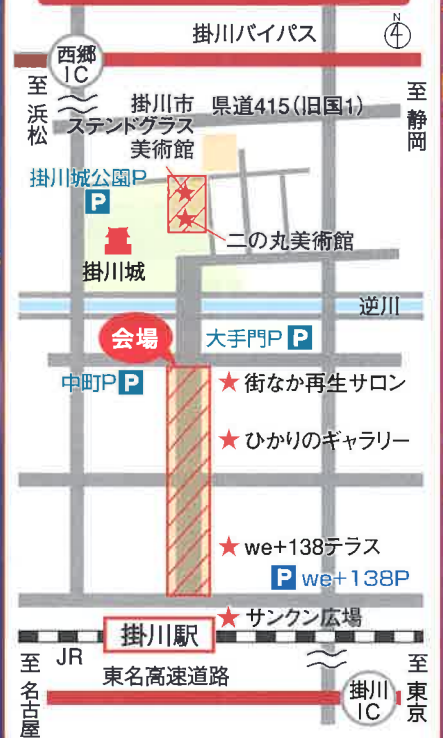 掛川バイパス
N
西郷
IC
至
浜松
至
静岡
掛川市
ステンドグラス
美術館
県道415(旧国1)
掛川城公園P
P
二の丸美術館
掛川城
逆川
会場
大手門P P
中町P P
★街なか再生サロン
★ひかりのギャラリー
★we+138テラス
P we+138P
★サンクン広場
掛川駅
JR
至
名古屋
至
東京
東名高速道路
掛川
IC